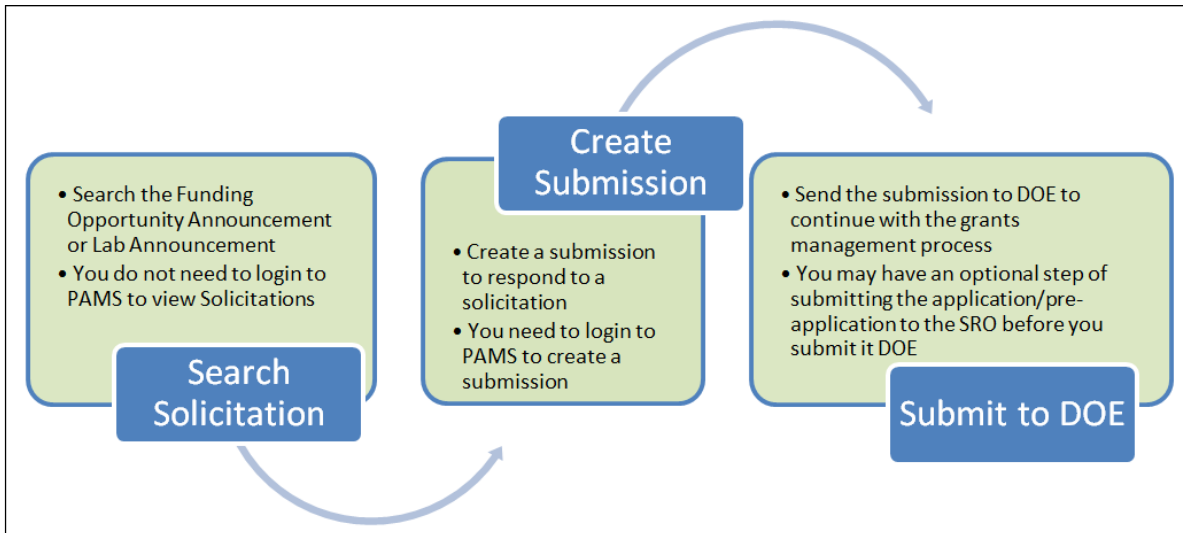 • Search the Funding
Opportunity Announcement
or Lab Announcement
• You do not need to login to
PAMS to view Solicitations
Search
Solicitation
Create
Submission
• Create a submission
to respond to a
solicitation
• You need to login to
PAMS to create a
submission
• Send the submission to DOE to
continue with the grants
management process
• You may have an optional step of
submitting the application/pre-
application to the SRO before you
submit it DOE
Submit to DOE